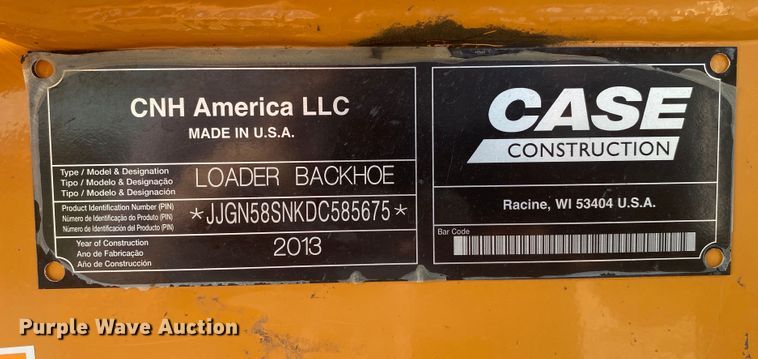 CNH America LLC
MADE IN U.S.A.
Type / Model & Designation
Tipo / Modelo & Designação
Tipo / Modelo & Designación
LOADER BACKHOE
Product Identification Number (PIN)
Número de Identificação do Produto (PIN)
Número de Identificación del Producto (PIN)
*JJGN58SNKDC585675*
Year of Construction
Ano de Fabricação
Año de Construcción
2013
CASE
CONSTRUCTION
Racine, WI 53404 U.S.A.
Bar Code
Purple Wave Auction